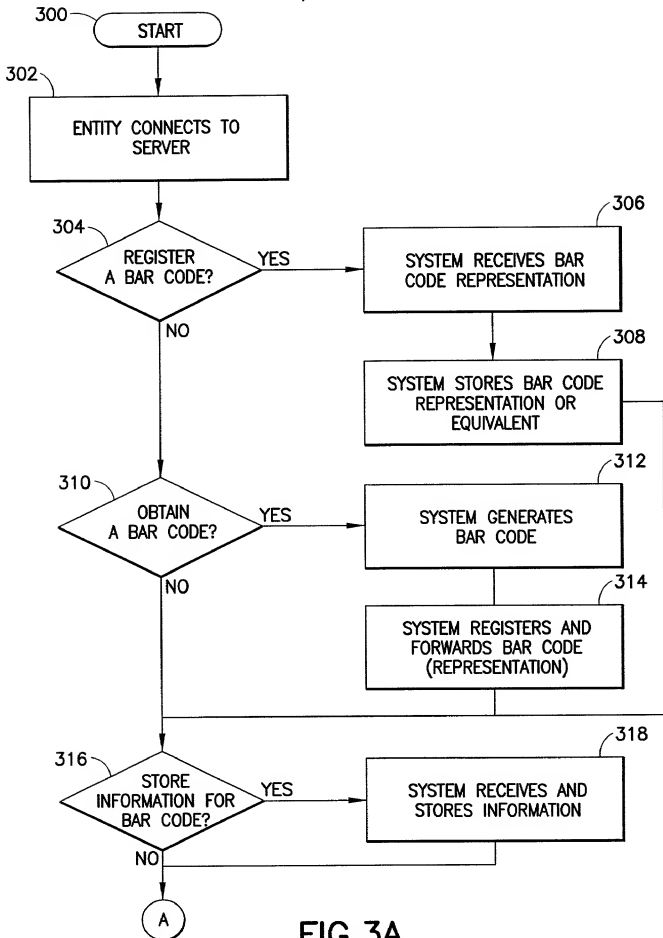 300
START
302
ENTITY CONNECTS TO
SERVER
304
REGISTER
A BAR CODE?
YES
NO
306
SYSTEM RECEIVES BAR
CODE REPRESENTATION
308
SYSTEM STORES BAR CODE
REPRESENTATION OR
EQUIVALENT
310
OBTAIN
A BAR CODE?
YES
NO
312
SYSTEM GENERATES
BAR CODE
314
SYSTEM REGISTERS AND
FORWARDS BAR CODE
(REPRESENTATION)
316
STORE
INFORMATION FOR
BAR CODE?
YES
NO
318
SYSTEM RECEIVES AND
STORES INFORMATION
A
FIG. 3A